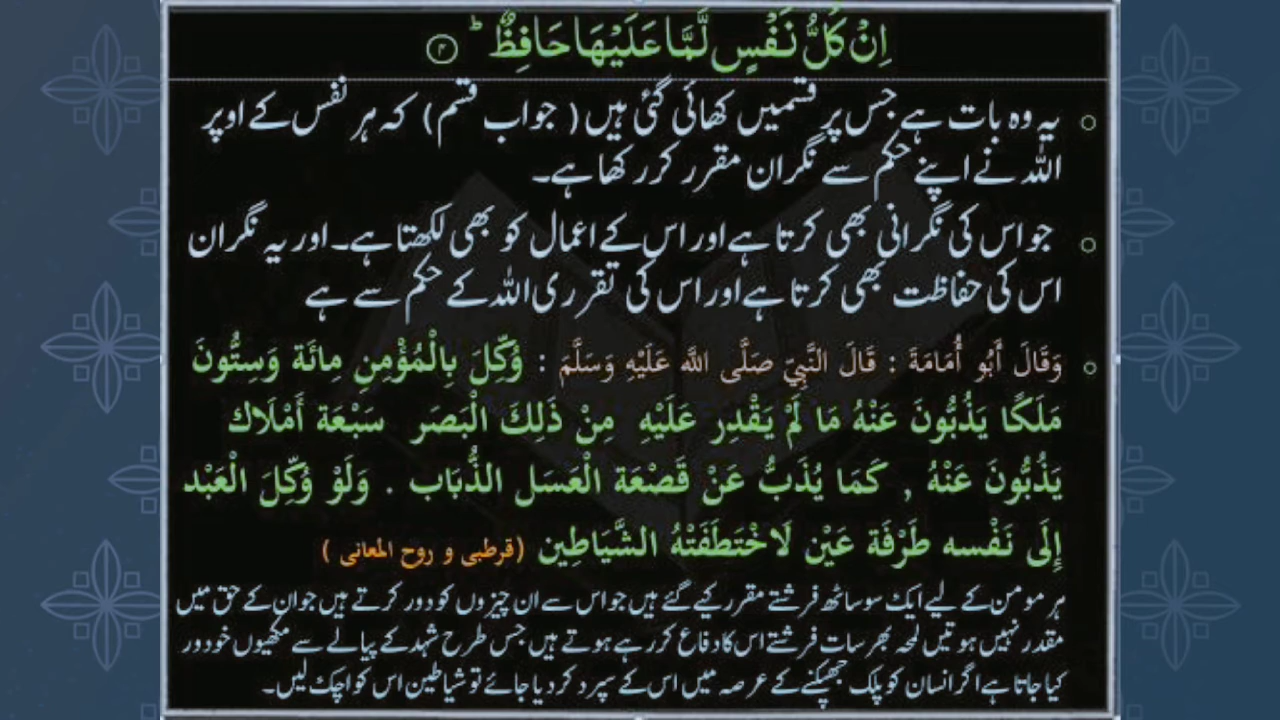 اِنْ كُلُّ نَفْسٍ لَّمَّا عَلَيْهَا حَافِظٌ ؕ ۴
○ یہ وہ بات ہے جس پر قسمیں کھائی گئی ہیں ( جواب قسم) کہ ہر نفس کے اوپر
اللہ نے اپنے حکم سے نگران مقرر کر رکھا ہے۔
○ جو اس کی نگرانی بھی کرتا ہے اور اس کے اعمال کو بھی لکھتا ہے۔ اور یہ نگران
اس کی حفاظت بھی کرتا ہے اور اس کی تقرری اللہ کے حکم سے ہے
○ وَقَالَ أَبُو أُمَامَةَ : قَالَ النَّبِيّ صَلَّى اللَّه عَلَيْهِ وَسَلَّمَ : وُكِّلَ بِالْمُؤْمِنِ مِائَة وَسِتُّونَ
مَلَكًا يَذُبُّونَ عَنْهُ مَا لَمْ يَقْدِر عَلَيْهِ مِنْ ذَلِكَ الْبَصَر سَبْعَة أَمْلَاك
يَذُبُّونَ عَنْهُ , كَمَا يُذَبُّ عَنْ قَصْعَة الْعَسَل الذُّبَاب . وَلَوْ وُكِّلَ الْعَبْد
إِلَى نَفْسه طَرْفَة عَيْن لَاخْتَطَفَتْهُ الشَّيَاطِين (قرطبی و روح المعانی )
ہر مومن کے لیے ایک سو ساٹھ فرشتے مقرر کیے گئے ہیں جو اس سے ان چیزوں کو دور کرتے ہیں جو ان کے حق میں
مقدر نہیں ہوتیں لمحہ بھر سات فرشتے اس کا دفاع کر رہے ہوتے ہیں جس طرح شہد کے پیالے سے مکھیوں خو دور
کیا جاتا ہے اگر انسان کو پلک جھپکنے کے عرصہ میں اس کے سپرد کر دیا جائے تو شیاطین اس کو اچک لیں۔